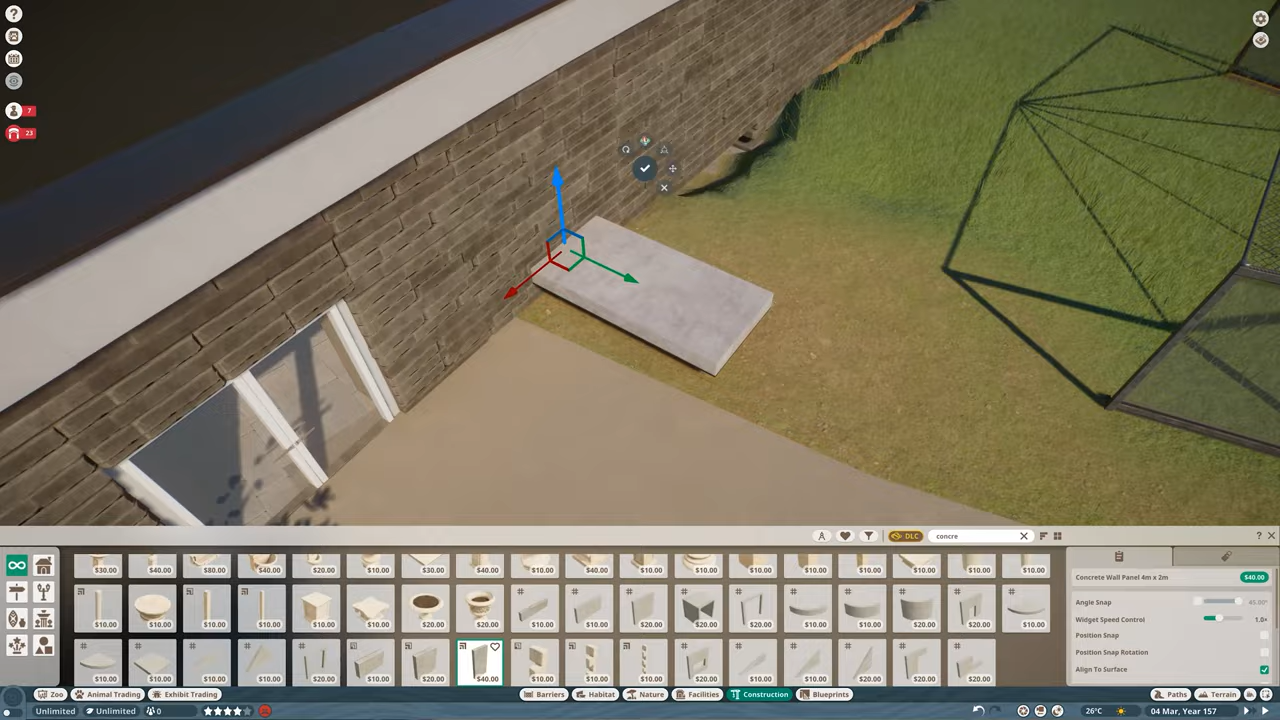 ?
7
23
DLC
concre
?
$30.00 $40.00 $80.00 $40.00 $20.00 $10.00 $30.00 $40.00 $10.00 $10.00 $10.00 $10.00 $10.00 $10.00 $10.00 $10.00 $10.00 $10.00
$10.00 $10.00 $10.00 $10.00 $10.00 $10.00 $20.00 $20.00 $10.00 $10.00 $20.00 $20.00 $20.00 $10.00 $10.00 $20.00 $20.00 $10.00
$10.00 $10.00 $10.00 $10.00 $20.00 $10.00 $20.00 $40.00 $10.00 $10.00 $10.00 $20.00 $10.00 $10.00 $10.00 $20.00 $10.00
Concrete Wall Panel 4m x 2m $40.00
Angle Snap 45.00°
Widget Speed Control 1.0×
Position Snap
Position Snap Rotation
Align To Surface
Zoo Animal Trading Exhibit Trading Barriers Habitat Nature Facilities Construction Blueprints Paths Terrain
Unlimited Unlimited 0 26°C 04 Mar, Year 157